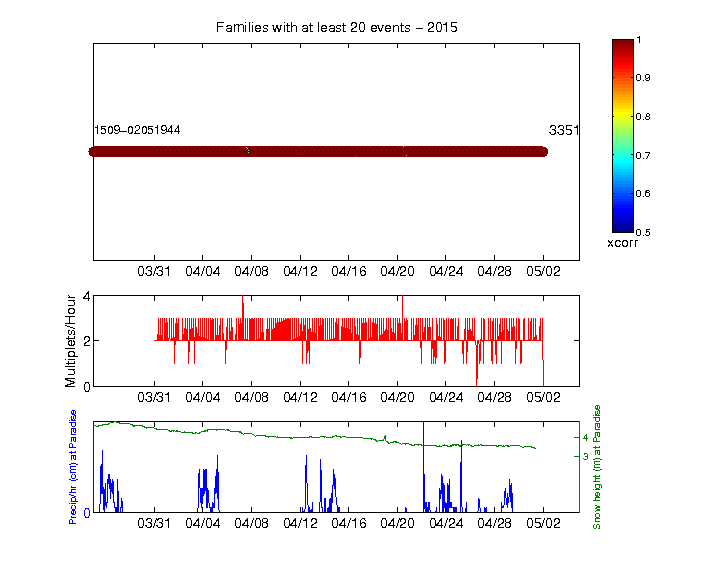 Families with at least 20 events − 2015
1509−02051944
3351
1
0.9
0.8
0.7
0.6
0.5
xcorr
03/31 04/04 04/08 04/12 04/16 04/20 04/24 04/28 05/02
Multiplets/Hour
4
2
0
03/31 04/04 04/08 04/12 04/16 04/20 04/24 04/28 05/02
Precip/hr (cm) at Paradise
0
4
3
Snow height (m) at Paradise
03/31 04/04 04/08 04/12 04/16 04/20 04/24 04/28 05/02